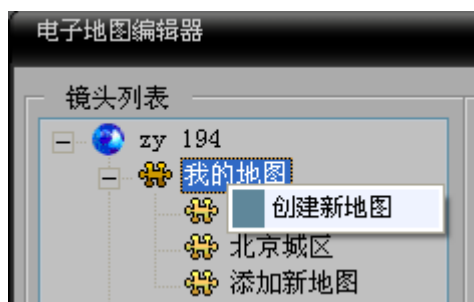 电子地图编辑器
镜头列表
zy 194
我的地图
创建新地图
北京城区
添加新地图